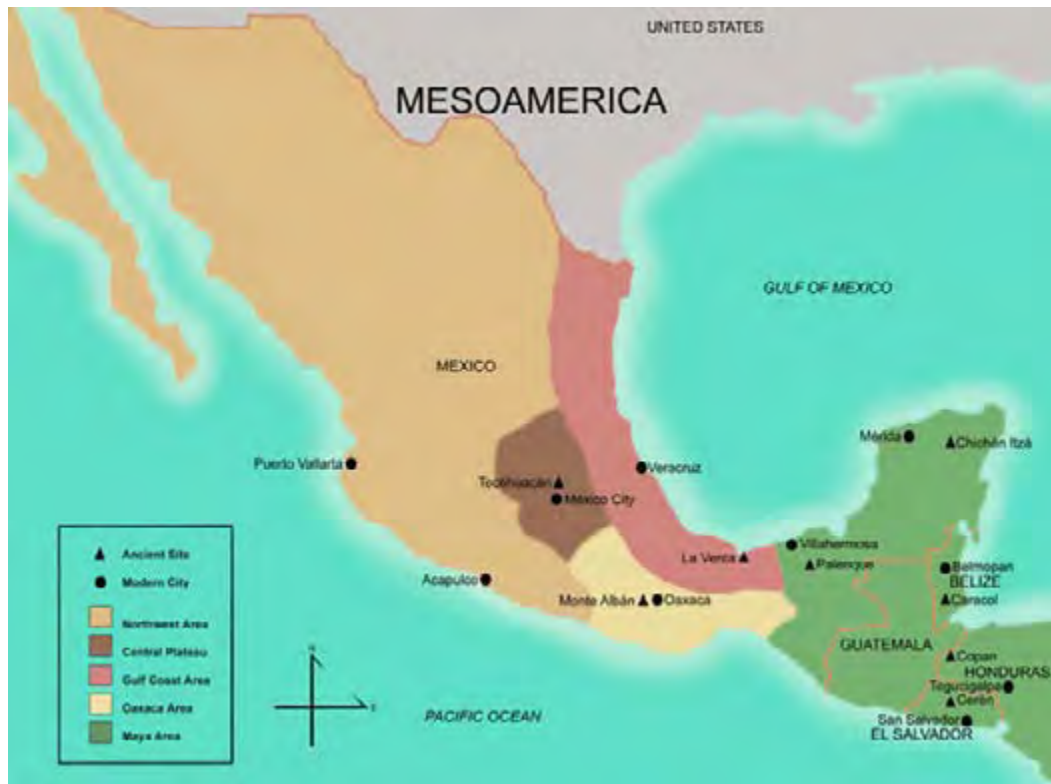 UNITED STATES
MESOAMERICA
GULF OF MEXICO
MEXICO
Mérida
Chichén Itzá
Puerto Vallarta
Veracruz
Teotihuacán
México City
Villahermosa
La Venta
Palenque
Belmopan
BELIZE
Acapulco
Monte Albán
Oaxaca
Caracol
GUATEMALA
Copan
HONDURAS
Tegucigalpa
Cerén
San Salvador
EL SALVADOR
PACIFIC OCEAN
N
E
Ancient Site
Modern City
Northwest Area
Central Plateau
Gulf Coast Area
Oaxaca Area
Maya Area